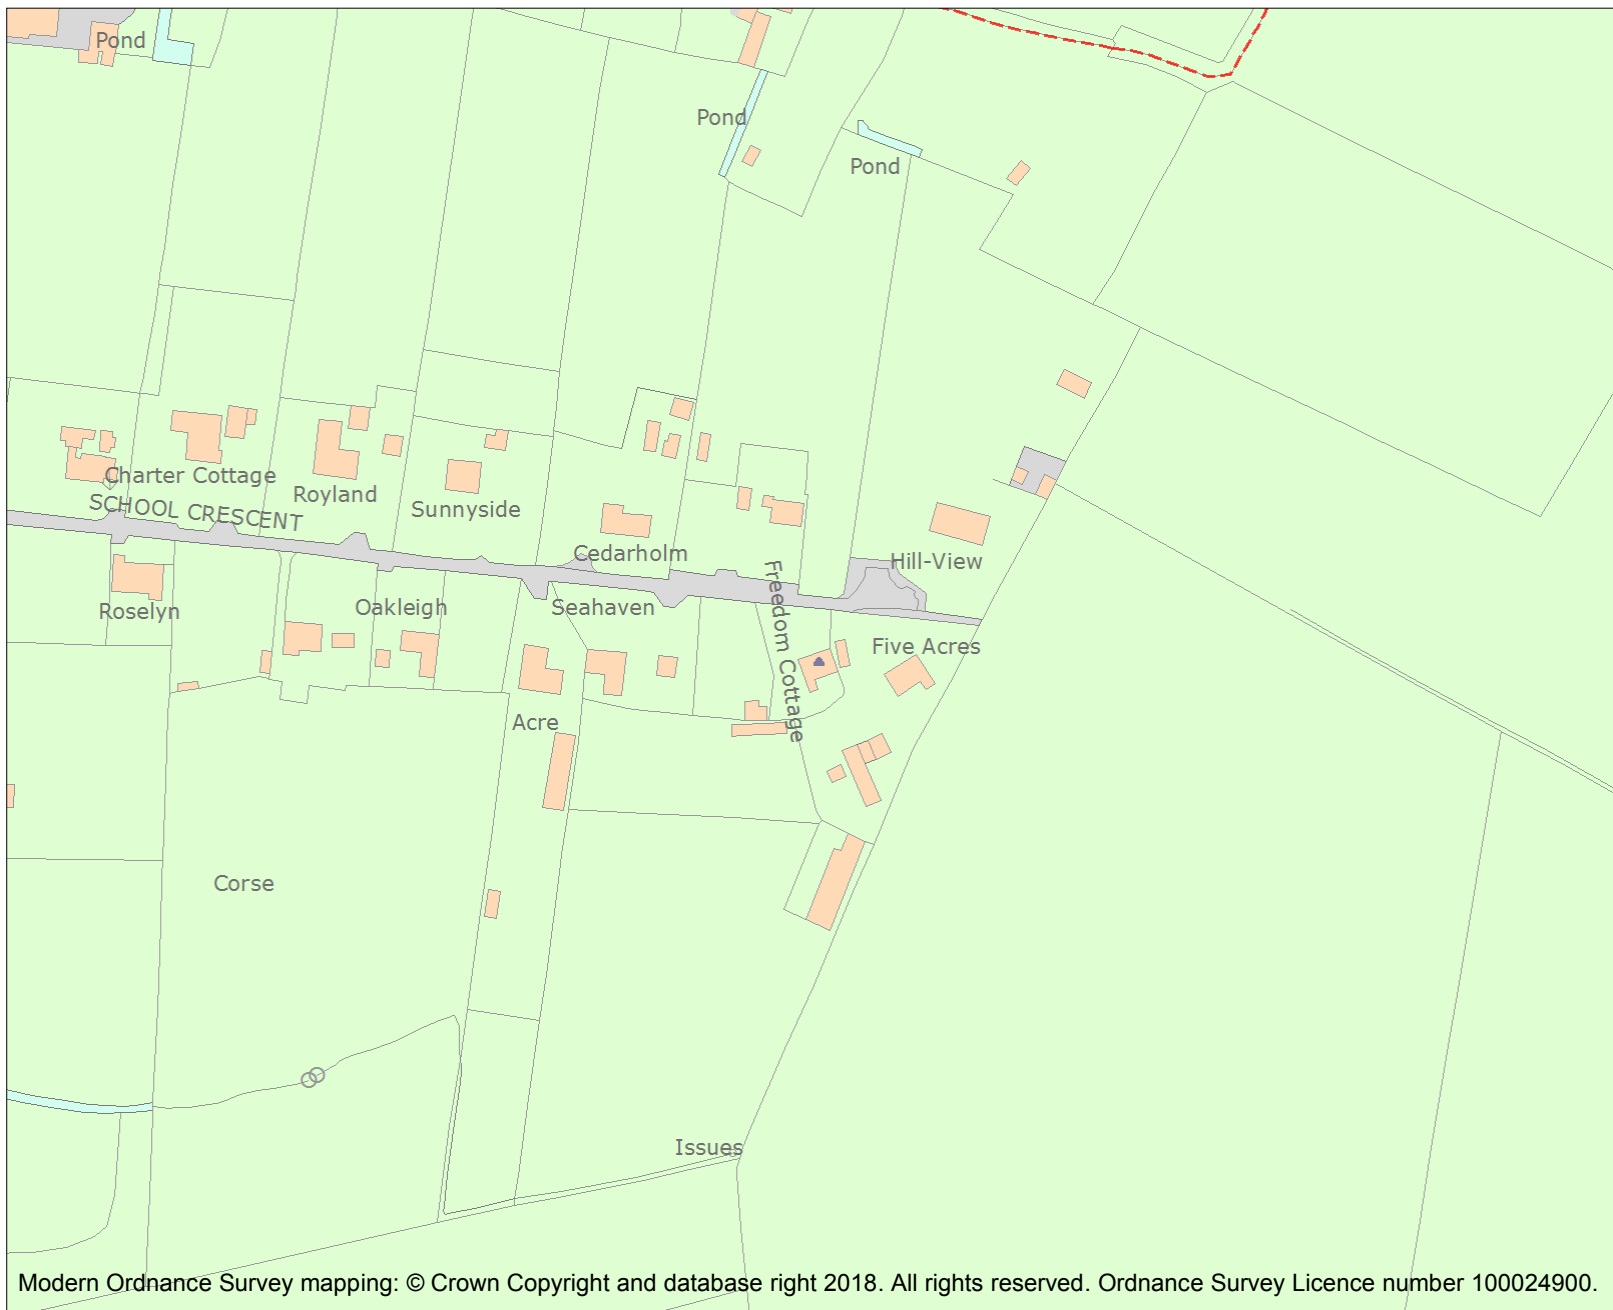 Pond
Pond
Pond
Charter Cottage
Royland
SCHOOL CRESCENT
Sunnyside
Cedarholm
Hill-View
Freedom Cottage
Roselyn
Oakleigh
Seahaven
Five Acres
Acre
Corse
Issues
Modern Ordnance Survey mapping: © Crown Copyright and database right 2018. All rights reserved. Ordnance Survey Licence number 100024900.